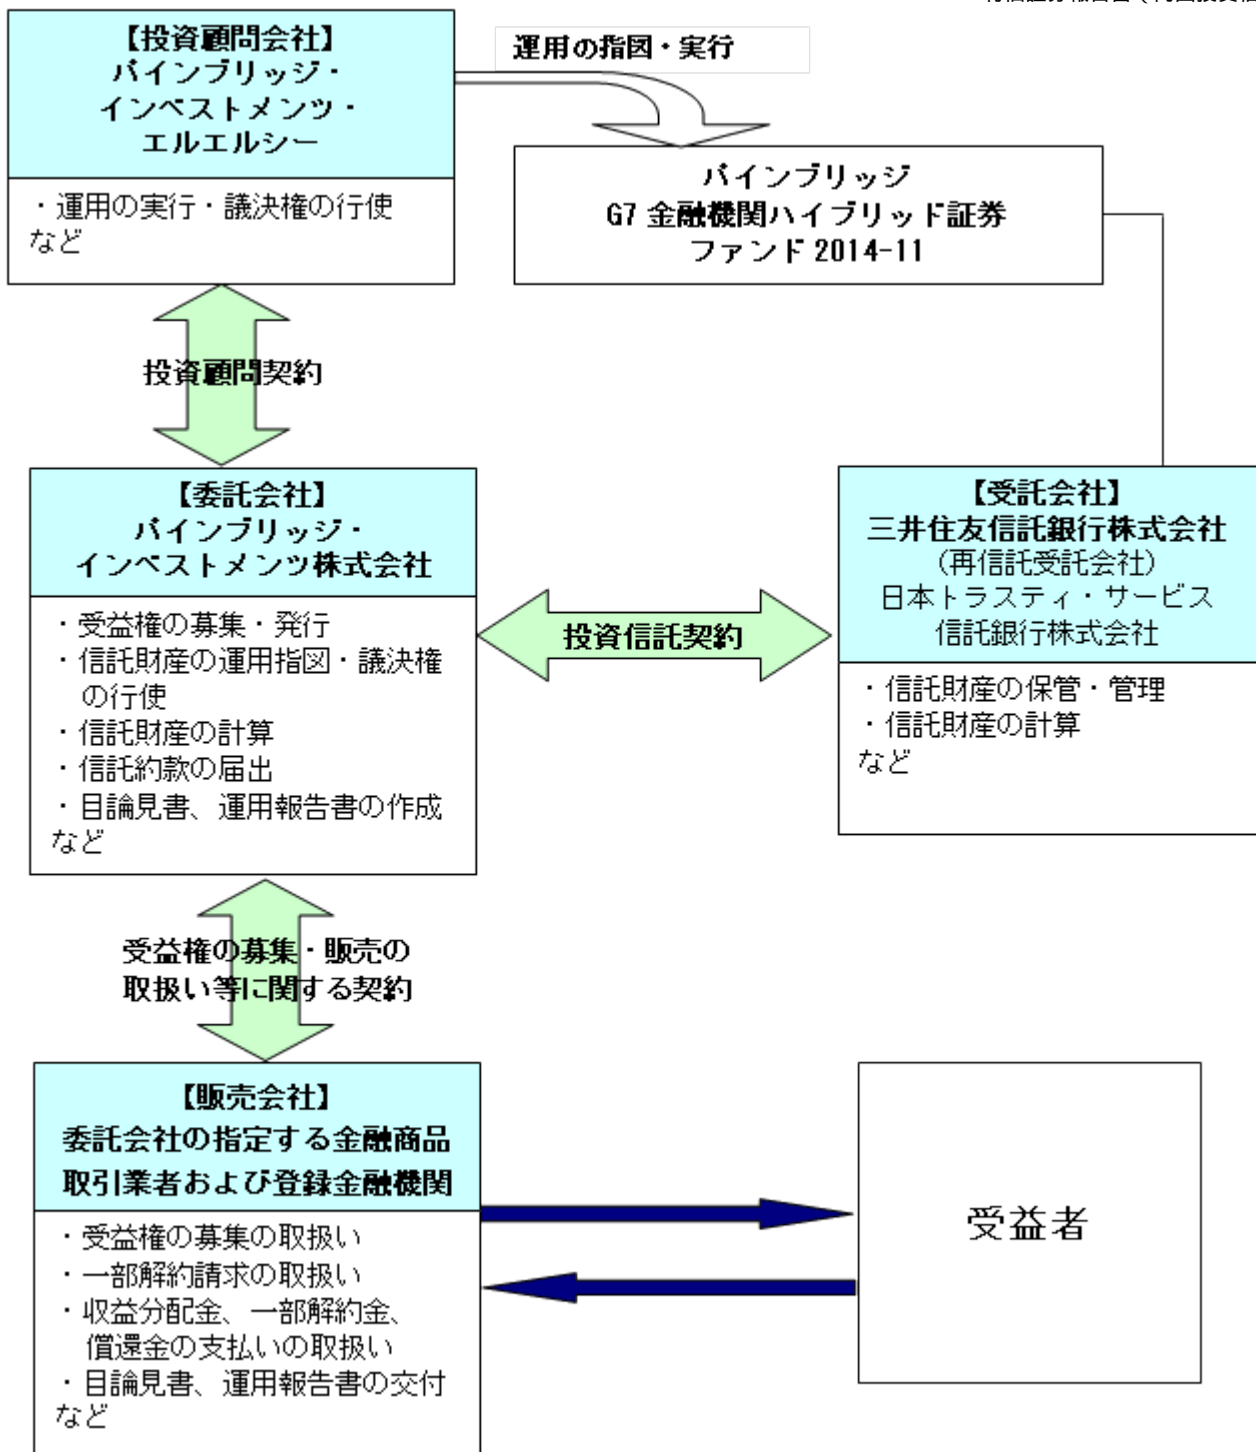 【投資顧問会社】
パインブリッジ・
インベストメンツ・
エルエルシー
・運用の実行・議決権の行使
など
運用の指図・実行
パインブリッジ
G7 金融機関ハイブリッド証券
ファンド 2014-11
投資顧問契約
【委託会社】
パインブリッジ・
インベストメンツ株式会社
・受益権の募集・発行
・信託財産の運用指図・議決権
の行使
・信託財産の計算
・信託約款の届出
・目論見書、運用報告書の作成
など
投資信託契約
【受託会社】
三井住友信託銀行株式会社
（再信託受託会社）
日本トラスティ・サービス
信託銀行株式会社
・信託財産の保管・管理
・信託財産の計算
など
受益権の募集・販売の
取扱い等に関する契約
【販売会社】
委託会社の指定する金融商品
取引業者および登録金融機関
・受益権の募集の取扱い
・一部解約請求の取扱い
・収益分配金、一部解約金、
償還金の支払いの取扱い
・目論見書、運用報告書の交付
など
受益者